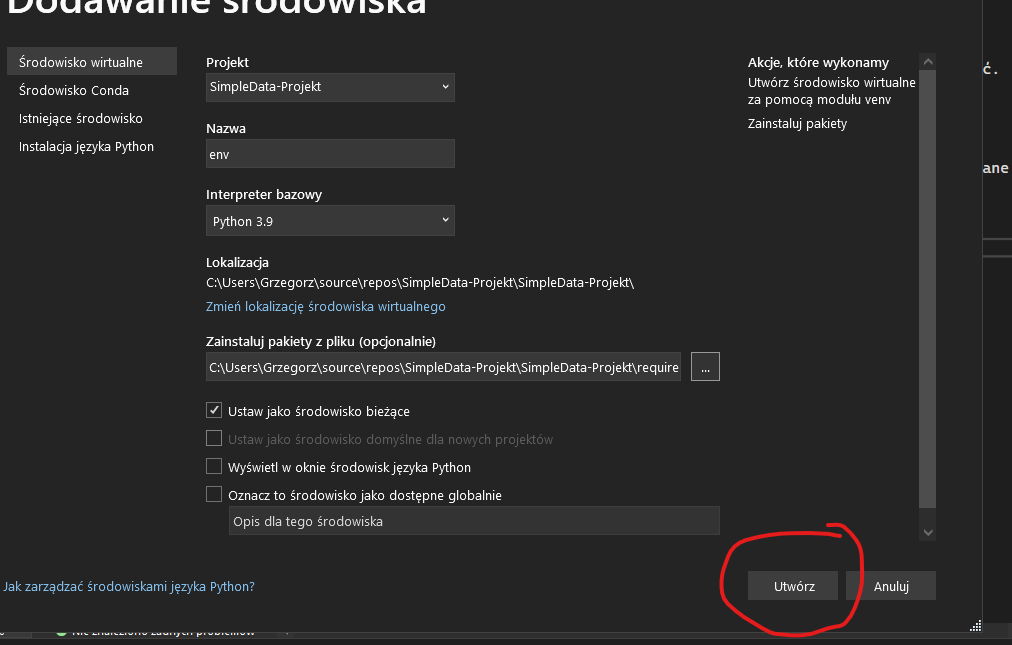 Dodawanie środowiska
Środowisko wirtualne
Środowisko Conda
Istniejące środowisko
Instalacja języka Python
Projekt
SimpleData-Projekt
Nazwa
env
Interpreter bazowy
Python 3.9
Lokalizacja
C:\Users\Grzegorz\source\repos\SimpleData-Projekt\SimpleData-Projekt\
Zmień lokalizację środowiska wirtualnego
Zainstaluj pakiety z pliku (opcjonalnie)
C:\Users\Grzegorz\source\repos\SimpleData-Projekt\SimpleData-Projekt\require
...
Ustaw jako środowisko bieżące
Ustaw jako środowisko domyślne dla nowych projektów
Wyświetl w oknie środowisk języka Python
Oznacz to środowisko jako dostępne globalnie
Opis dla tego środowiska
Akcje, które wykonamy
Utwórz środowisko wirtualne
za pomocą modułu venv
Zainstaluj pakiety
ć.
ane
Jak zarządzać środowiskami języka Python?
Utwórz
Anuluj
Nie znaleziono żadnych problemów